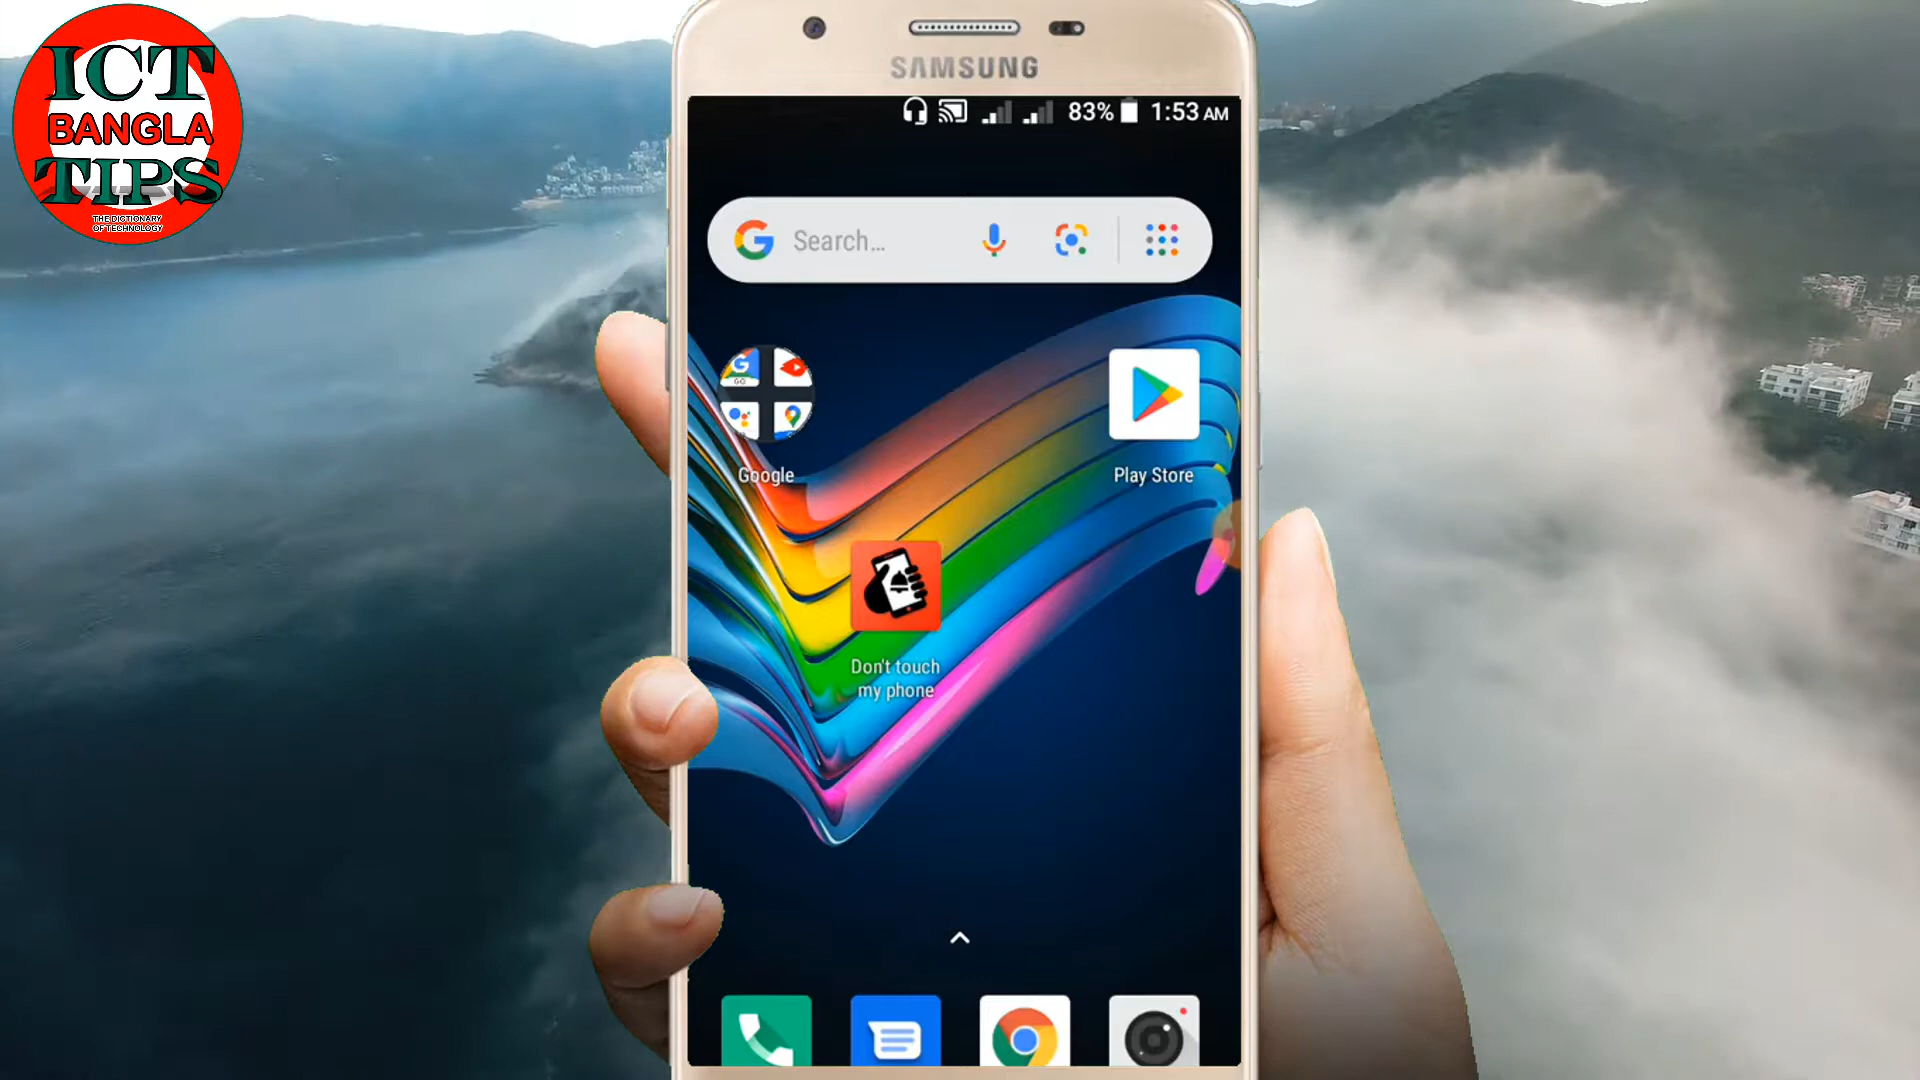 ICT
BANGLA
TIPS
THE DICTIONARY
OF TECHNOLOGY
SAMSUNG
83% 1:53 AM
G Search...
GO
Google
Play Store
Don't touch
my phone